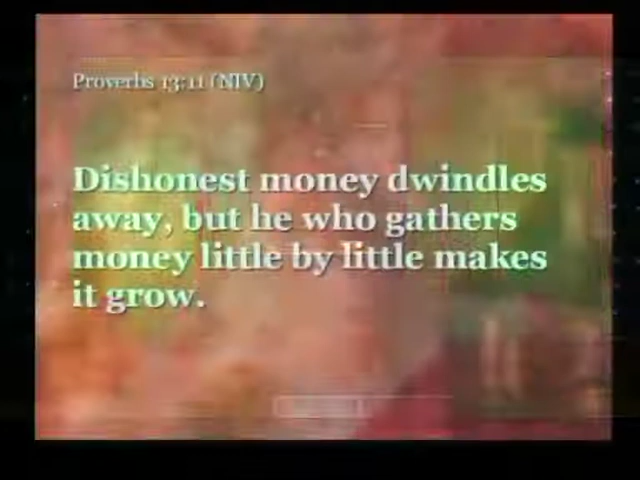 Proverbs 13:11 (NIV)
Dishonest money dwindles
away, but he who gathers
money little by little makes
it grow.